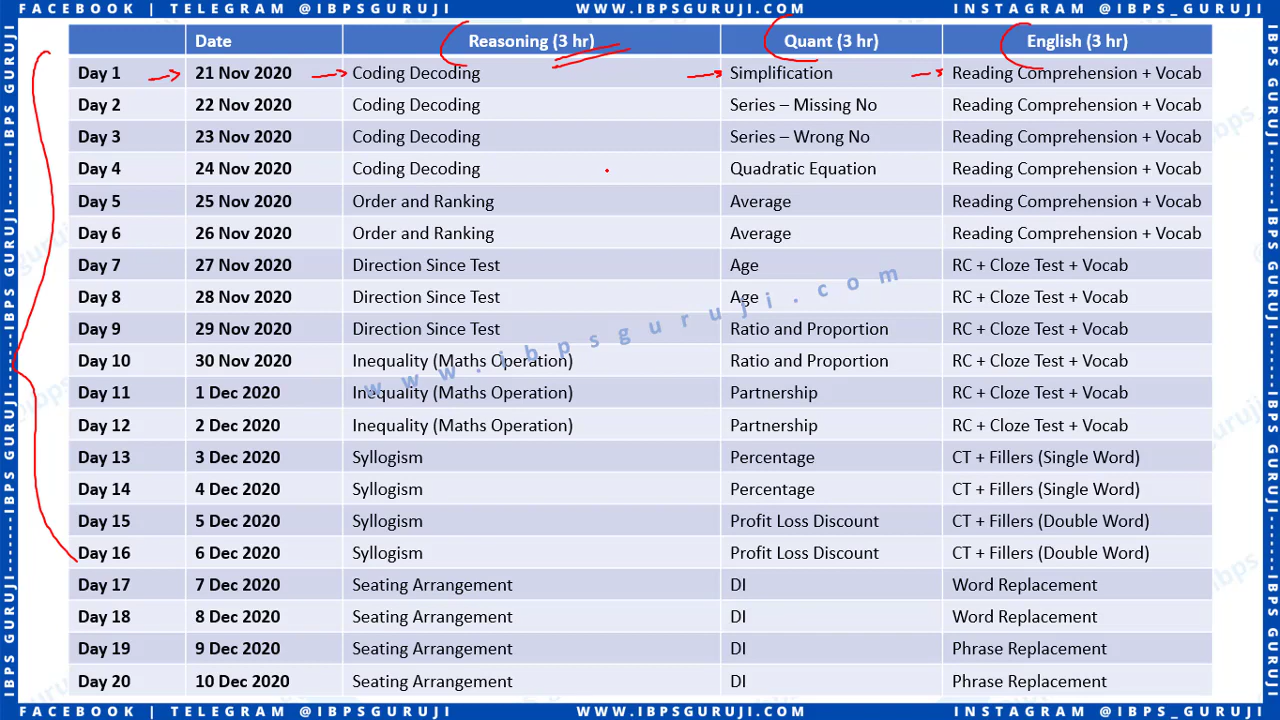 FACEBOOK | TELEGRAM @IBPSGURUJI WWW.IBPSGURUJI.COM INSTAGRAM @IBPS_GURUJI
Date Reasoning (3 hr) Quant (3 hr) English (3 hr)
Day 1 21 Nov 2020 Coding Decoding Simplification Reading Comprehension + Vocab
Day 2 22 Nov 2020 Coding Decoding Series – Missing No Reading Comprehension + Vocab
Day 3 23 Nov 2020 Coding Decoding Series – Wrong No Reading Comprehension + Vocab
Day 4 24 Nov 2020 Coding Decoding Quadratic Equation Reading Comprehension + Vocab
Day 5 25 Nov 2020 Order and Ranking Average Reading Comprehension + Vocab
Day 6 26 Nov 2020 Order and Ranking Average Reading Comprehension + Vocab
Day 7 27 Nov 2020 Direction Since Test Age RC + Cloze Test + Vocab
Day 8 28 Nov 2020 Direction Since Test Age RC + Cloze Test + Vocab
Day 9 29 Nov 2020 Direction Since Test Ratio and Proportion RC + Cloze Test + Vocab
Day 10 30 Nov 2020 Inequality (Maths Operation) Ratio and Proportion RC + Cloze Test + Vocab
Day 11 1 Dec 2020 Inequality (Maths Operation) Partnership RC + Cloze Test + Vocab
Day 12 2 Dec 2020 Inequality (Maths Operation) Partnership RC + Cloze Test + Vocab
Day 13 3 Dec 2020 Syllogism Percentage CT + Fillers (Single Word)
Day 14 4 Dec 2020 Syllogism Percentage CT + Fillers (Single Word)
Day 15 5 Dec 2020 Syllogism Profit Loss Discount CT + Fillers (Double Word)
Day 16 6 Dec 2020 Syllogism Profit Loss Discount CT + Fillers (Double Word)
Day 17 7 Dec 2020 Seating Arrangement DI Word Replacement
Day 18 8 Dec 2020 Seating Arrangement DI Word Replacement
Day 19 9 Dec 2020 Seating Arrangement DI Phrase Replacement
Day 20 10 Dec 2020 Seating Arrangement DI Phrase Replacement
www.ibpsguruji.com
FACEBOOK | TELEGRAM @IBPSGURUJI WWW.IBPSGURUJI.COM INSTAGRAM @IBPS_GURUJI
IBPS GURUJI-----IBPS GURUJI-----IBPS GURUJI-----IBPS GURUJI
IBPS GURUJI-----IBPS GURUJI-----IBPS GURUJI-----IBPS GURUJI